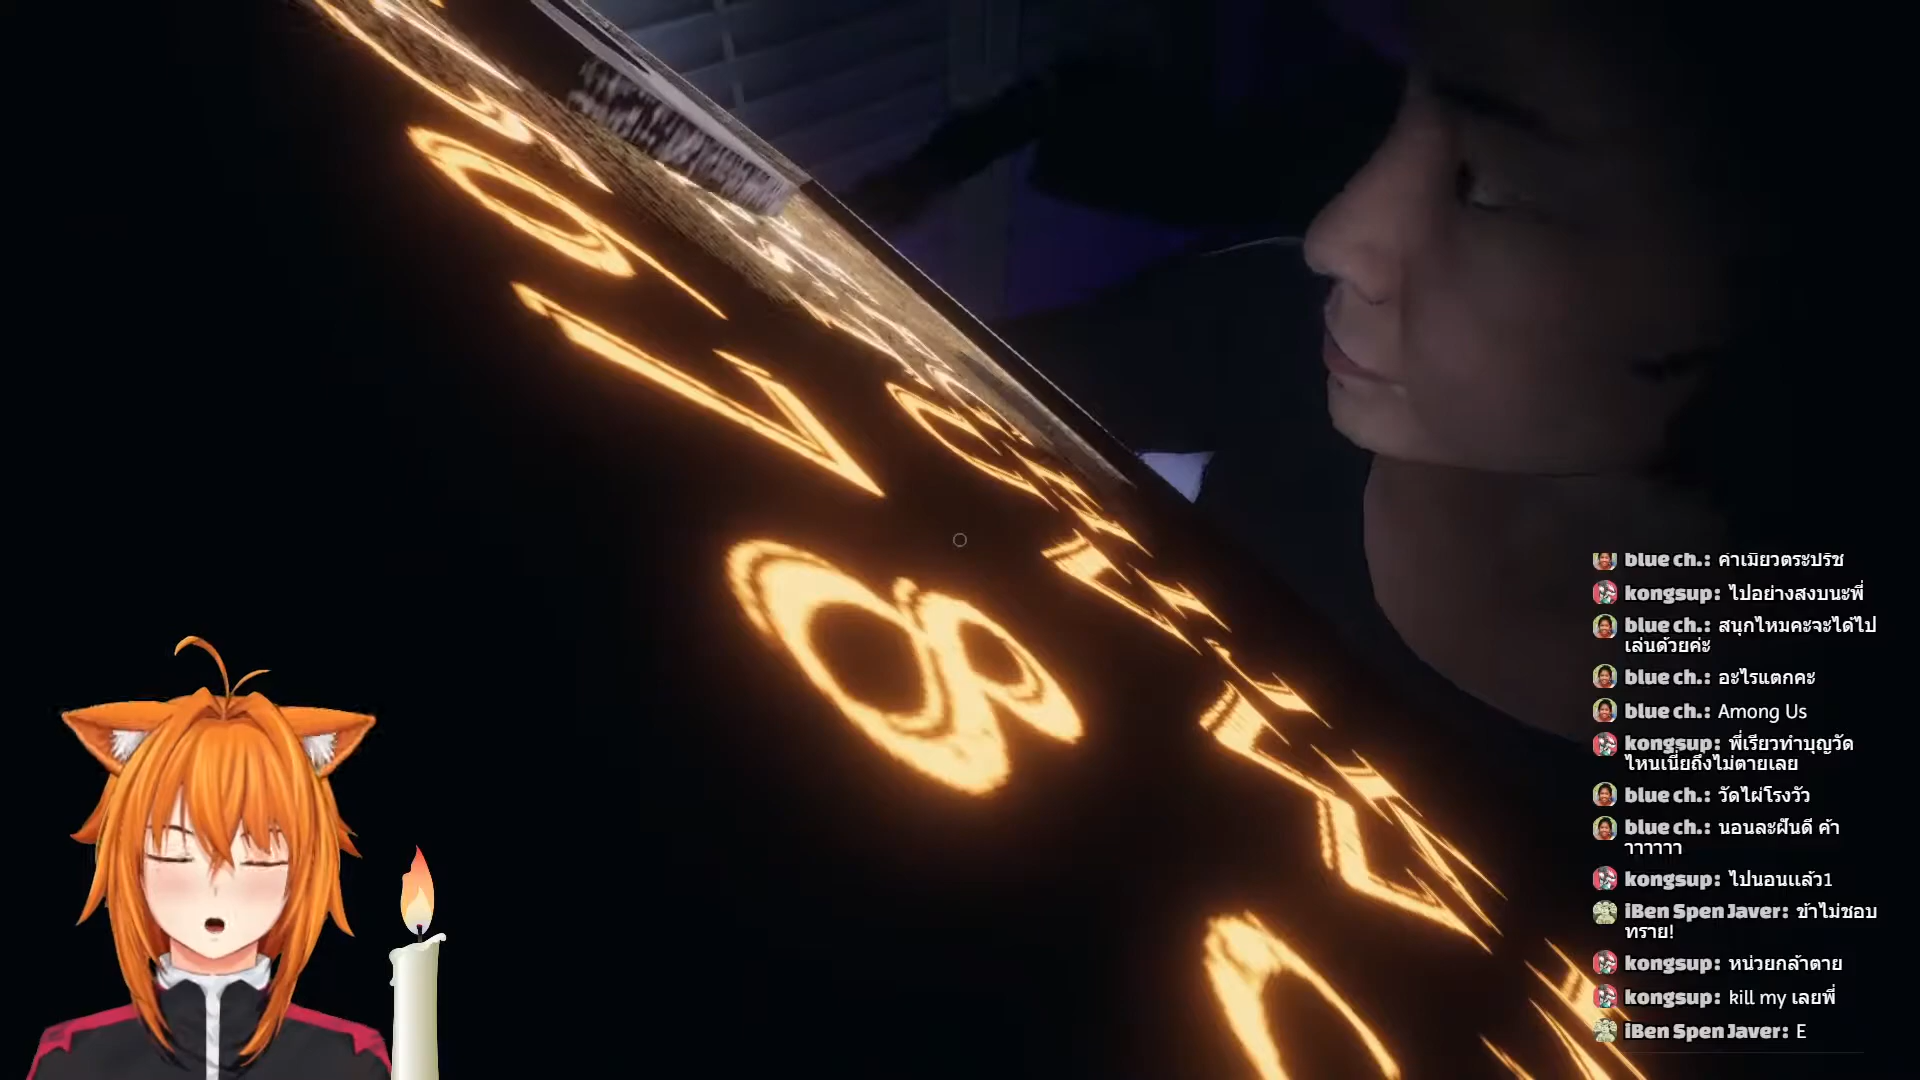 blue ch.: ค่าเมียวตระปรัช
kongsup: ไปอย่างสงบนะพี่
blue ch.: สนุกไหมคะจะได้ไป
เล่นด้วยค่ะ
blue ch.: อะไรแตกคะ
blue ch.: Among Us
kongsup: พี่เรียวทำบุญวัด
ไหนเนี่ยถึงไม่ตายเลย
blue ch.: วัดไผ่โรงวัว
blue ch.: นอนละฝันดี ค้า
าาาาาา
kongsup: ไปนอนเเล้ว1
iBen Spen Javer: ข้าไม่ชอบ
ทราย!
kongsup: หน่วยกล้าตาย
kongsup: kill my เลยพี่
iBen Spen Javer: E